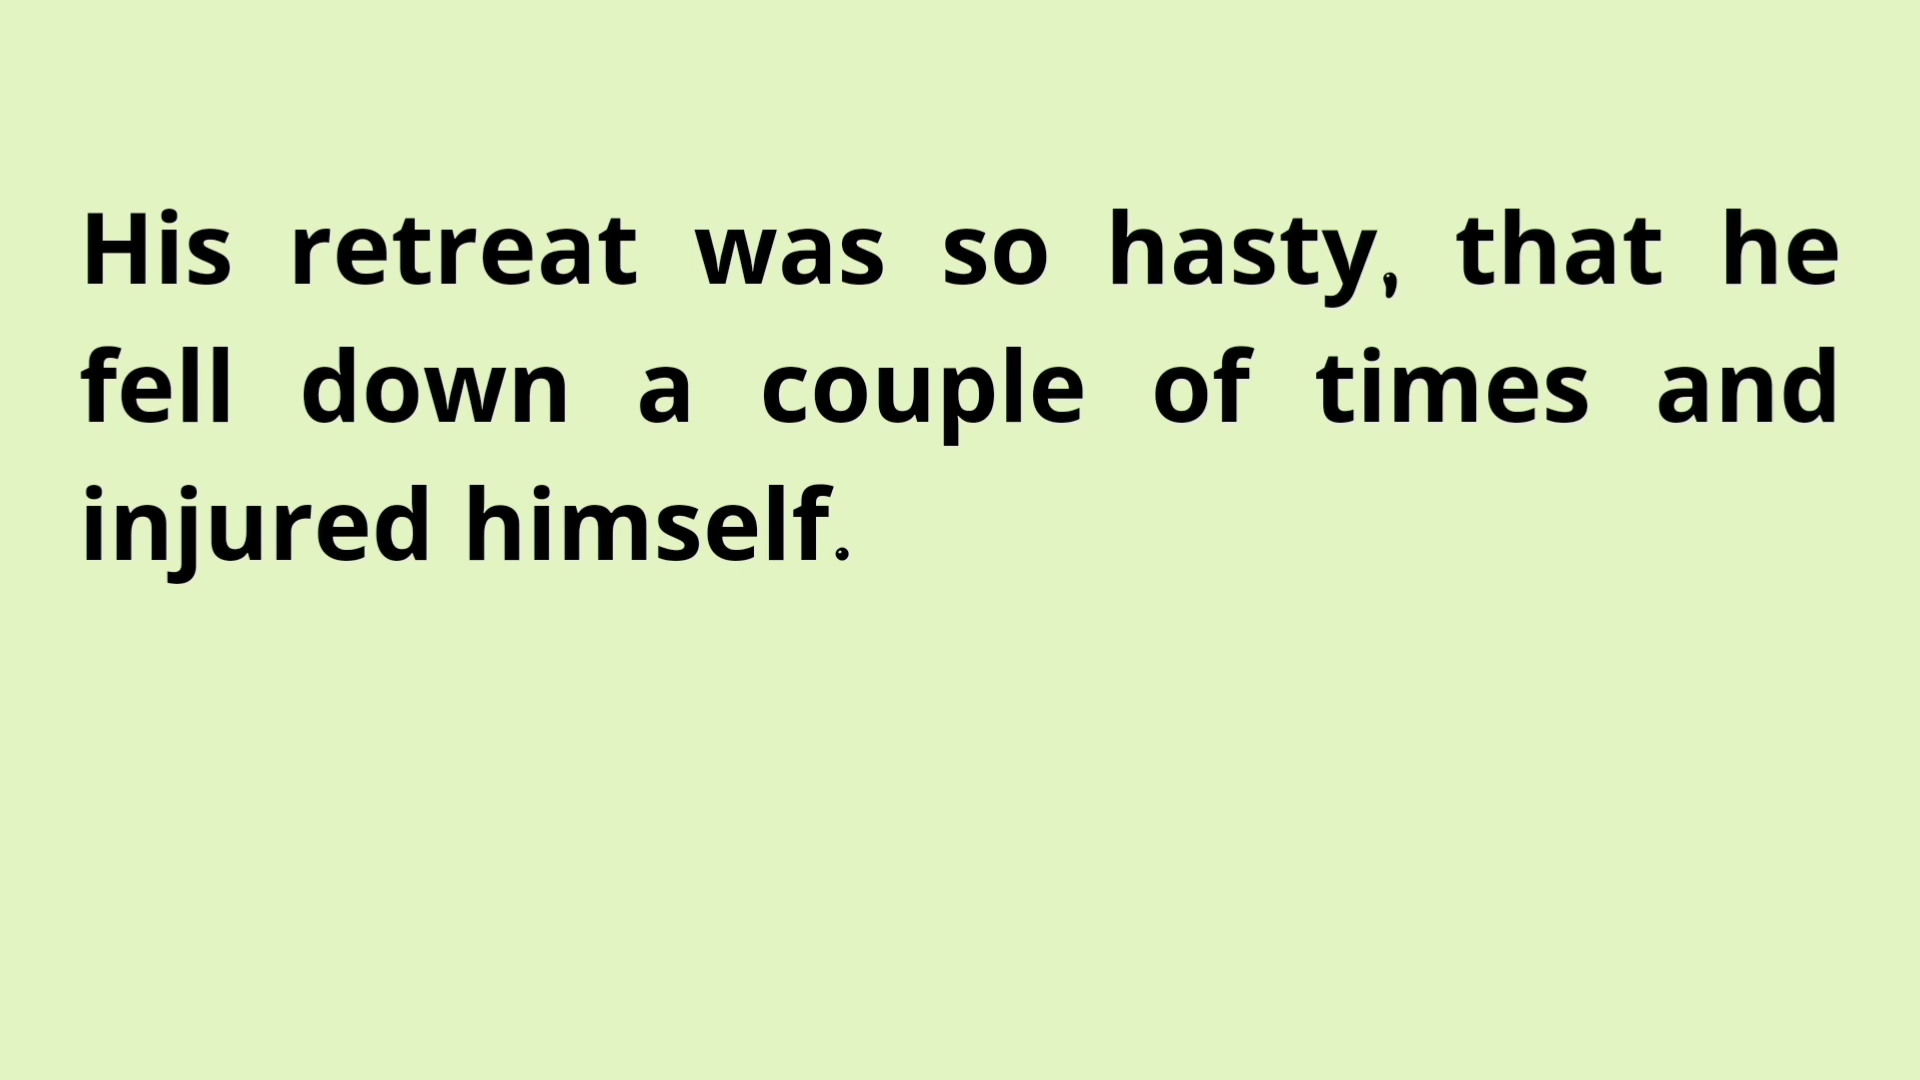 His retreat was so hasty, that he
fell down a couple of times and
injured himself.